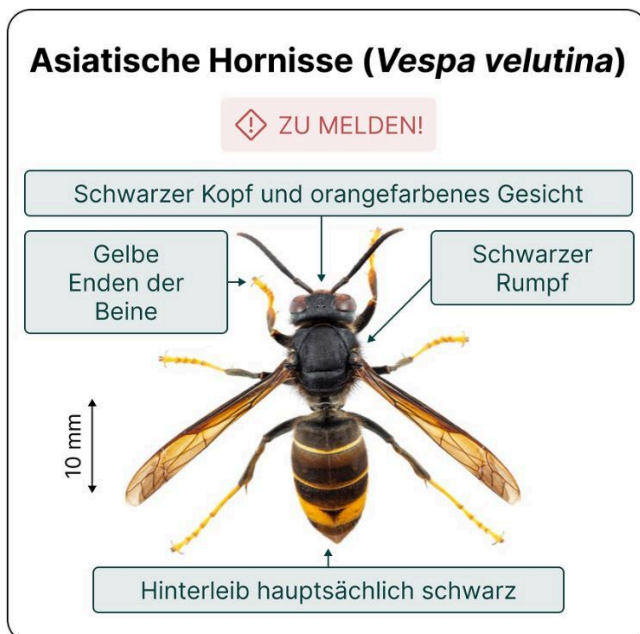 Asiatische Hornisse (Vespa velutina)
ZU MELDEN!
Schwarzer Kopf und orangefarbenes Gesicht
Gelbe
Enden der
Beine
Schwarzer
Rumpf
10 mm
Hinterleib hauptsächlich schwarz